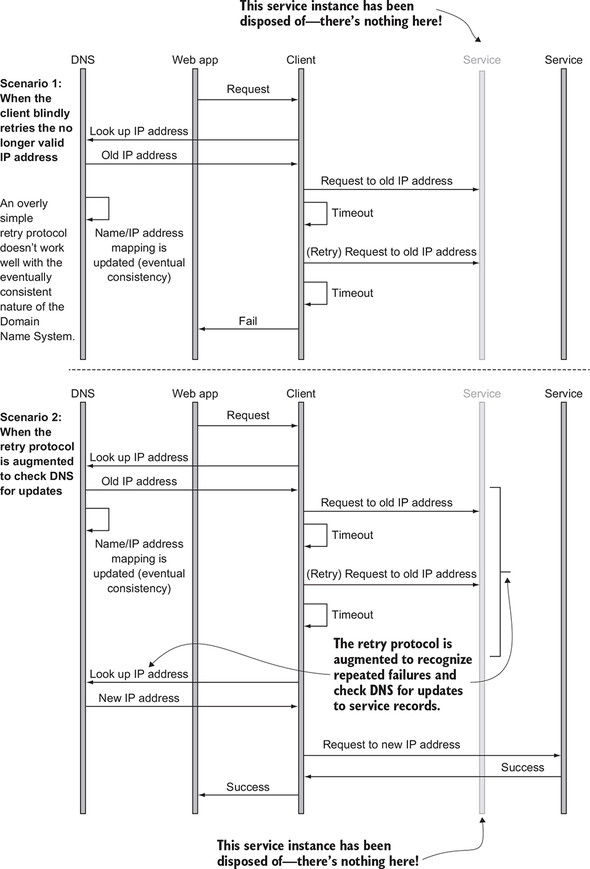 This service instance has been
disposed of—there's nothing here!
DNS
Web app
Client
Service
Service
Scenario 1:
When the
client blindly
retries the no
longer valid
IP address
An overly
simple
retry protocol
doesn't work
well with the
eventually
consistent
nature of the
Domain
Name System.
Request
Look up IP address
Old IP address
Request to old IP address
Timeout
Name/IP address
mapping is
updated (eventual
consistency)
(Retry) Request to old IP address
Timeout
Fail
DNS
Web app
Client
Service
Service
Scenario 2:
When the
retry protocol
is augmented
to check DNS
for updates
Request
Look up IP address
Old IP address
Request to old IP address
Timeout
Name/IP address
mapping is
updated (eventual
consistency)
(Retry) Request to old IP address
Timeout
The retry protocol is
augmented to recognize
repeated failures and
check DNS for updates
to service records.
Look up IP address
New IP address
Request to new IP address
Success
Success
This service instance has been
disposed of—there's nothing here!